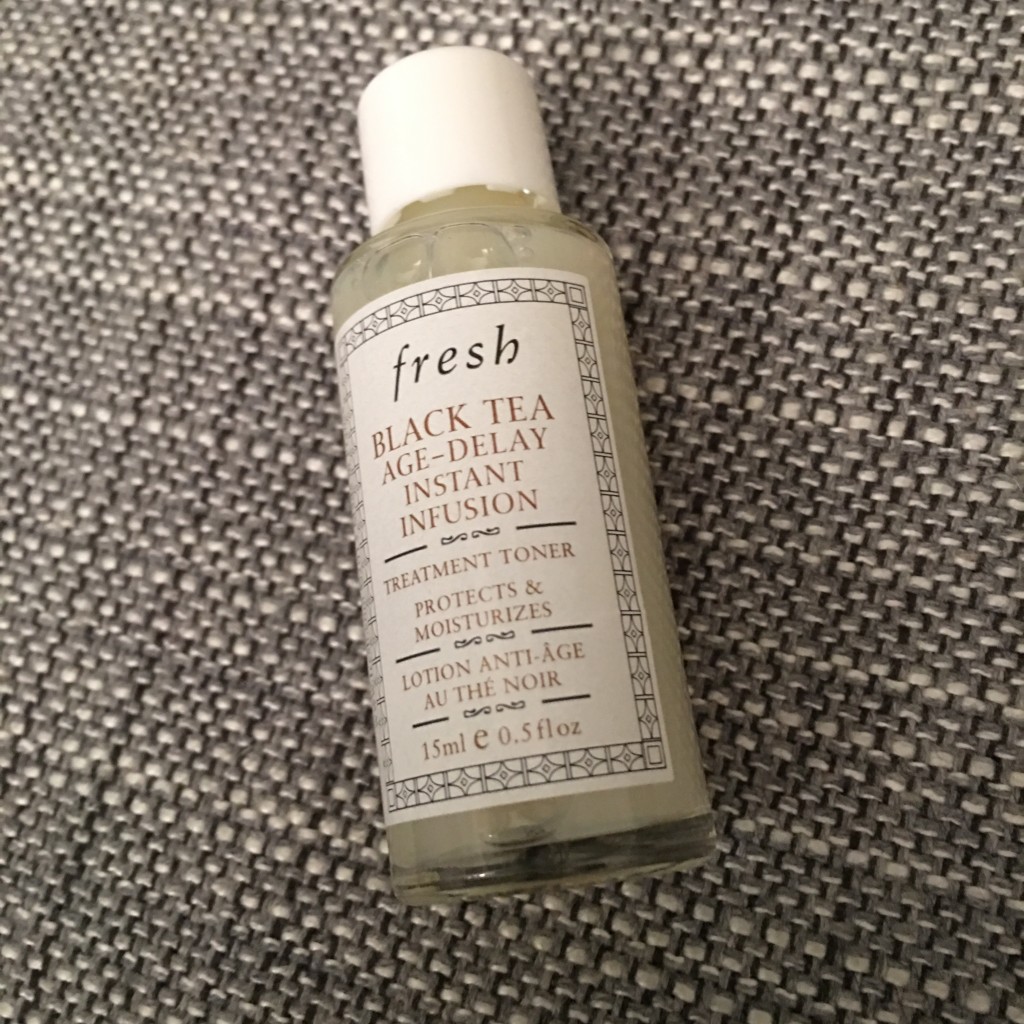 fresh
BLACK TEA
AGE-DELAY
INSTANT
INFUSION
TREATMENT TONER
PROTECTS &
MOISTURIZES
LOTION ANTI-ÂGE
AU THÉ NOIR
15ml e 0.5 fl oz